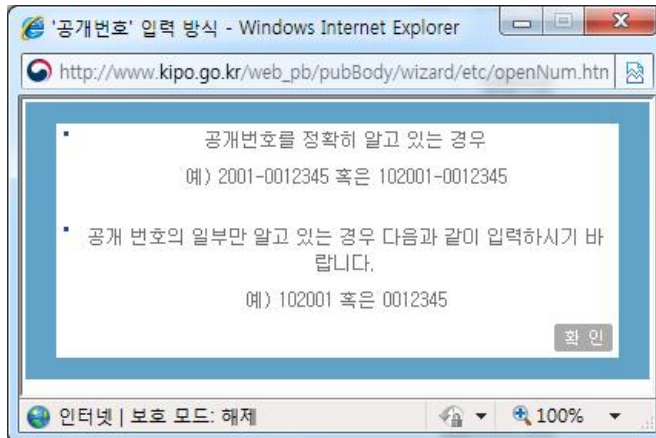 '공개번호' 입력 방식 - Windows Internet Explorer
http://www.kipo.go.kr/web_pb/pubBody/wizard/etc/openNum.htn
공개번호를 정확히 알고 있는 경우
예) 2001-0012345 혹은 102001-0012345
공개 번호의 일부만 알고 있는 경우 다음과 같이 입력하시기 바
랍니다.
예) 102001 혹은 0012345
확 인
인터넷 | 보호 모드: 해제
100%